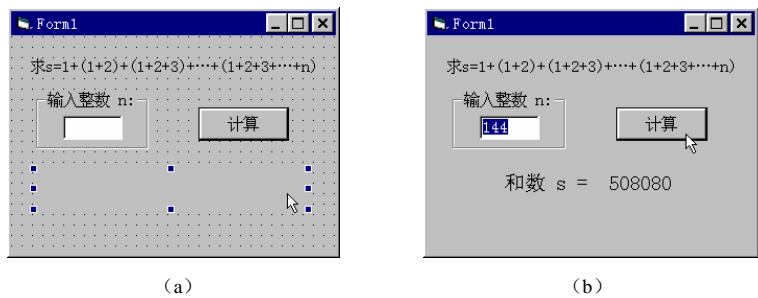 Form1
求s=1+(1+2)+(1+2+3)+…+(1+2+3+…+n)
输入整数 n:
计算
(a)
Form1
求s=1+(1+2)+(1+2+3)+…+(1+2+3+…+n)
输入整数 n:
144
计算
和数 s = 508080
(b)